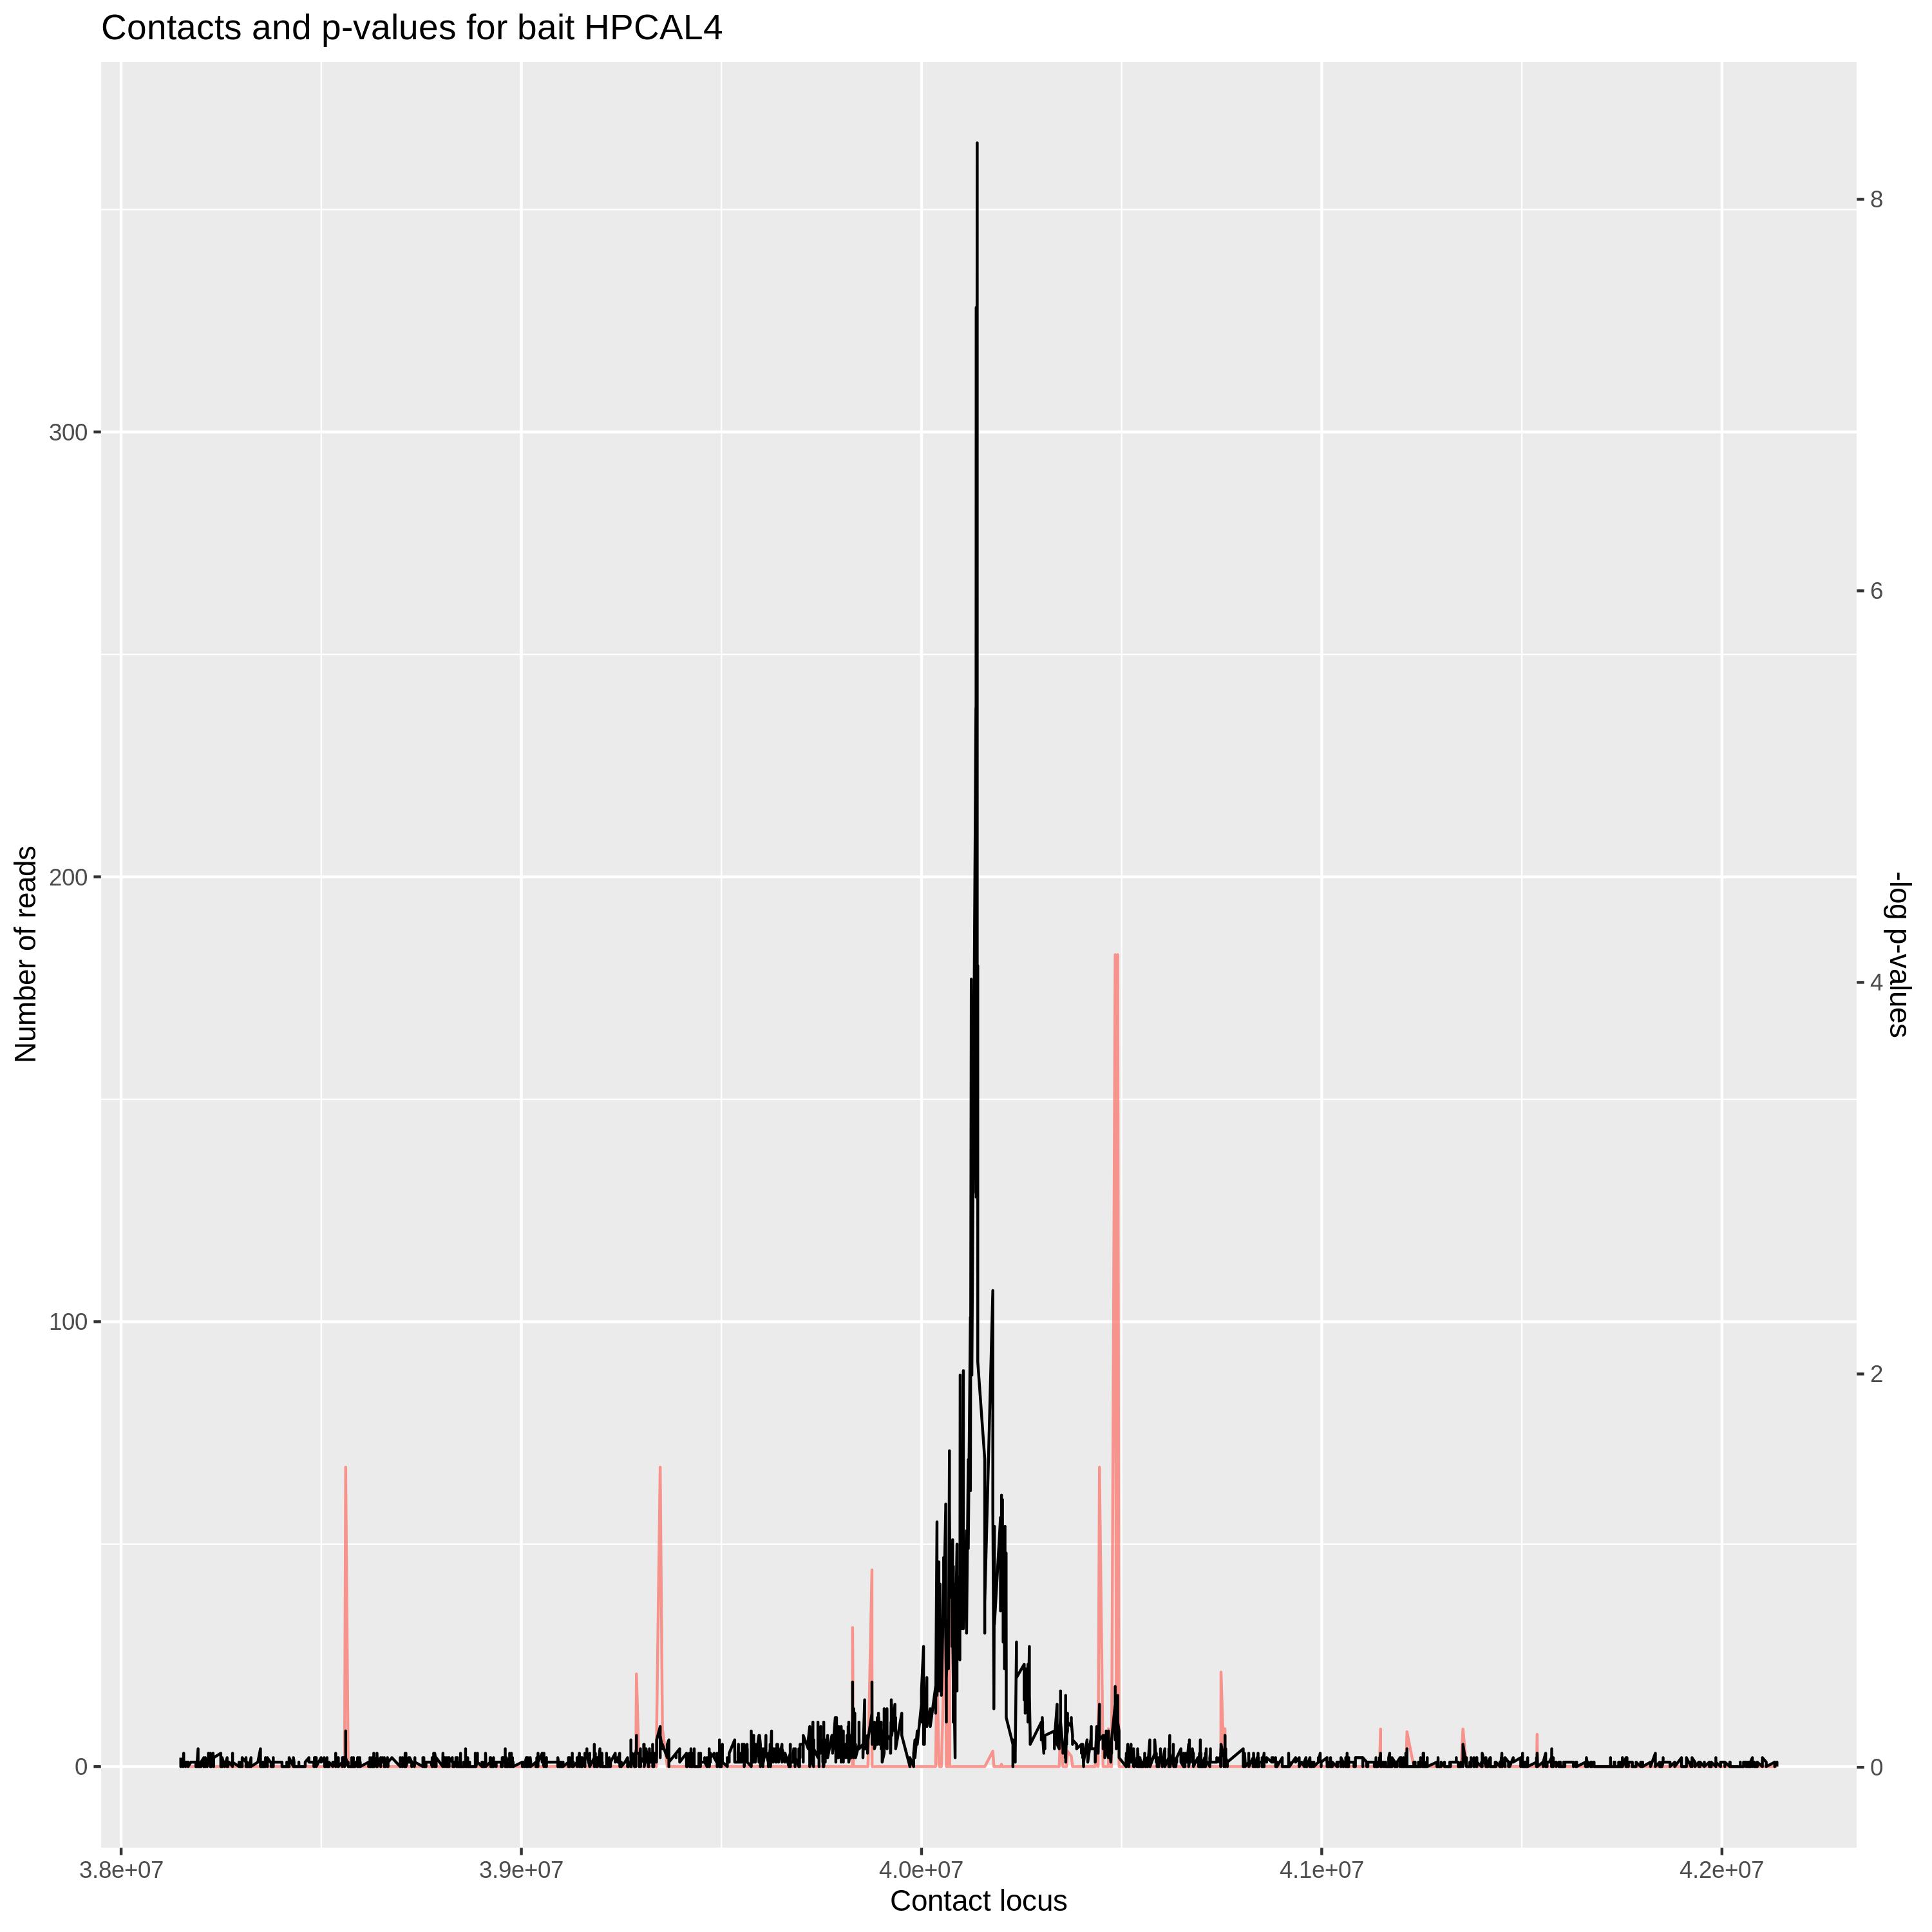 Contacts and p-values for bait HPCAL4
Number of reads
300
200
100
0
8
6
4
2
0
-log p-values
3.8e+07
3.9e+07
4.0e+07
4.1e+07
4.2e+07
Contact locus